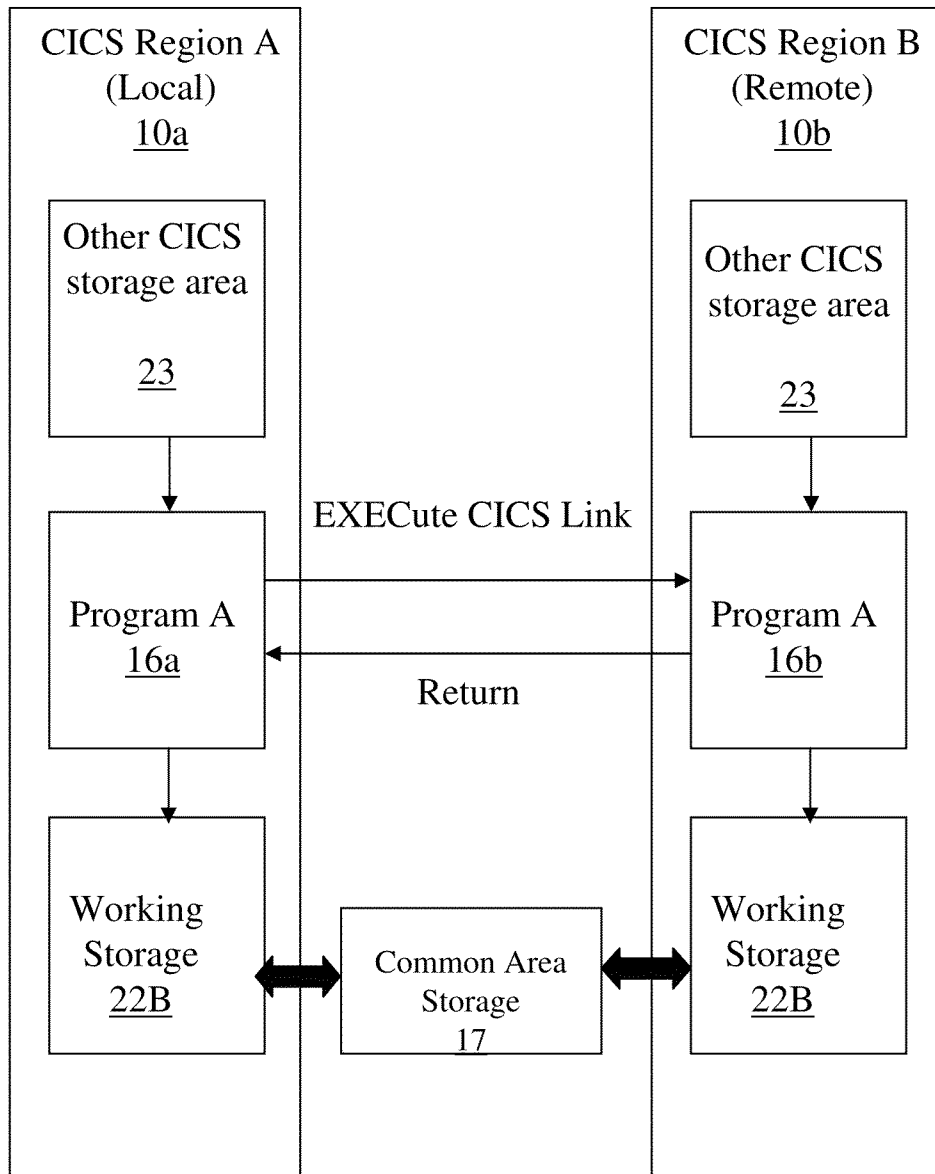 CICS Region A
(Local)
10a
Other CICS
storage area
23
Program A
16a
Working
Storage
22B
EXECute CICS Link
Return
Common Area
Storage
17
CICS Region B
(Remote)
10b
Other CICS
storage area
23
Program A
16b
Working
Storage
22B